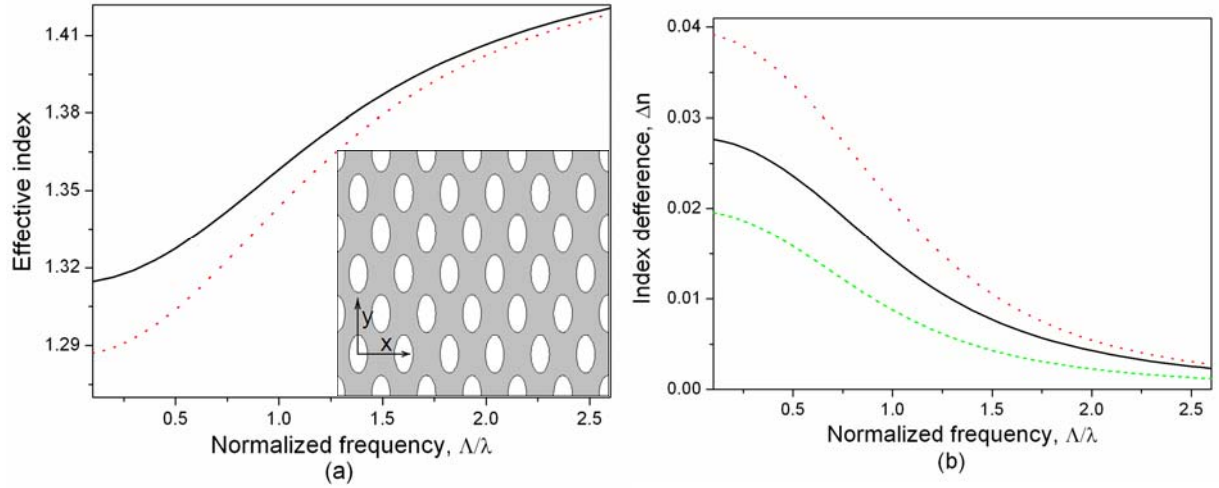 1.41
1.38
1.35
1.32
1.29
Effective index
y
x
0.5 1.0 1.5 2.0 2.5
Normalized frequency, Λ/λ
(a)
0.04
0.03
0.02
0.01
0.00
Index defference, Δn
0.5 1.0 1.5 2.0 2.5
Normalized frequency, Λ/λ
(b)